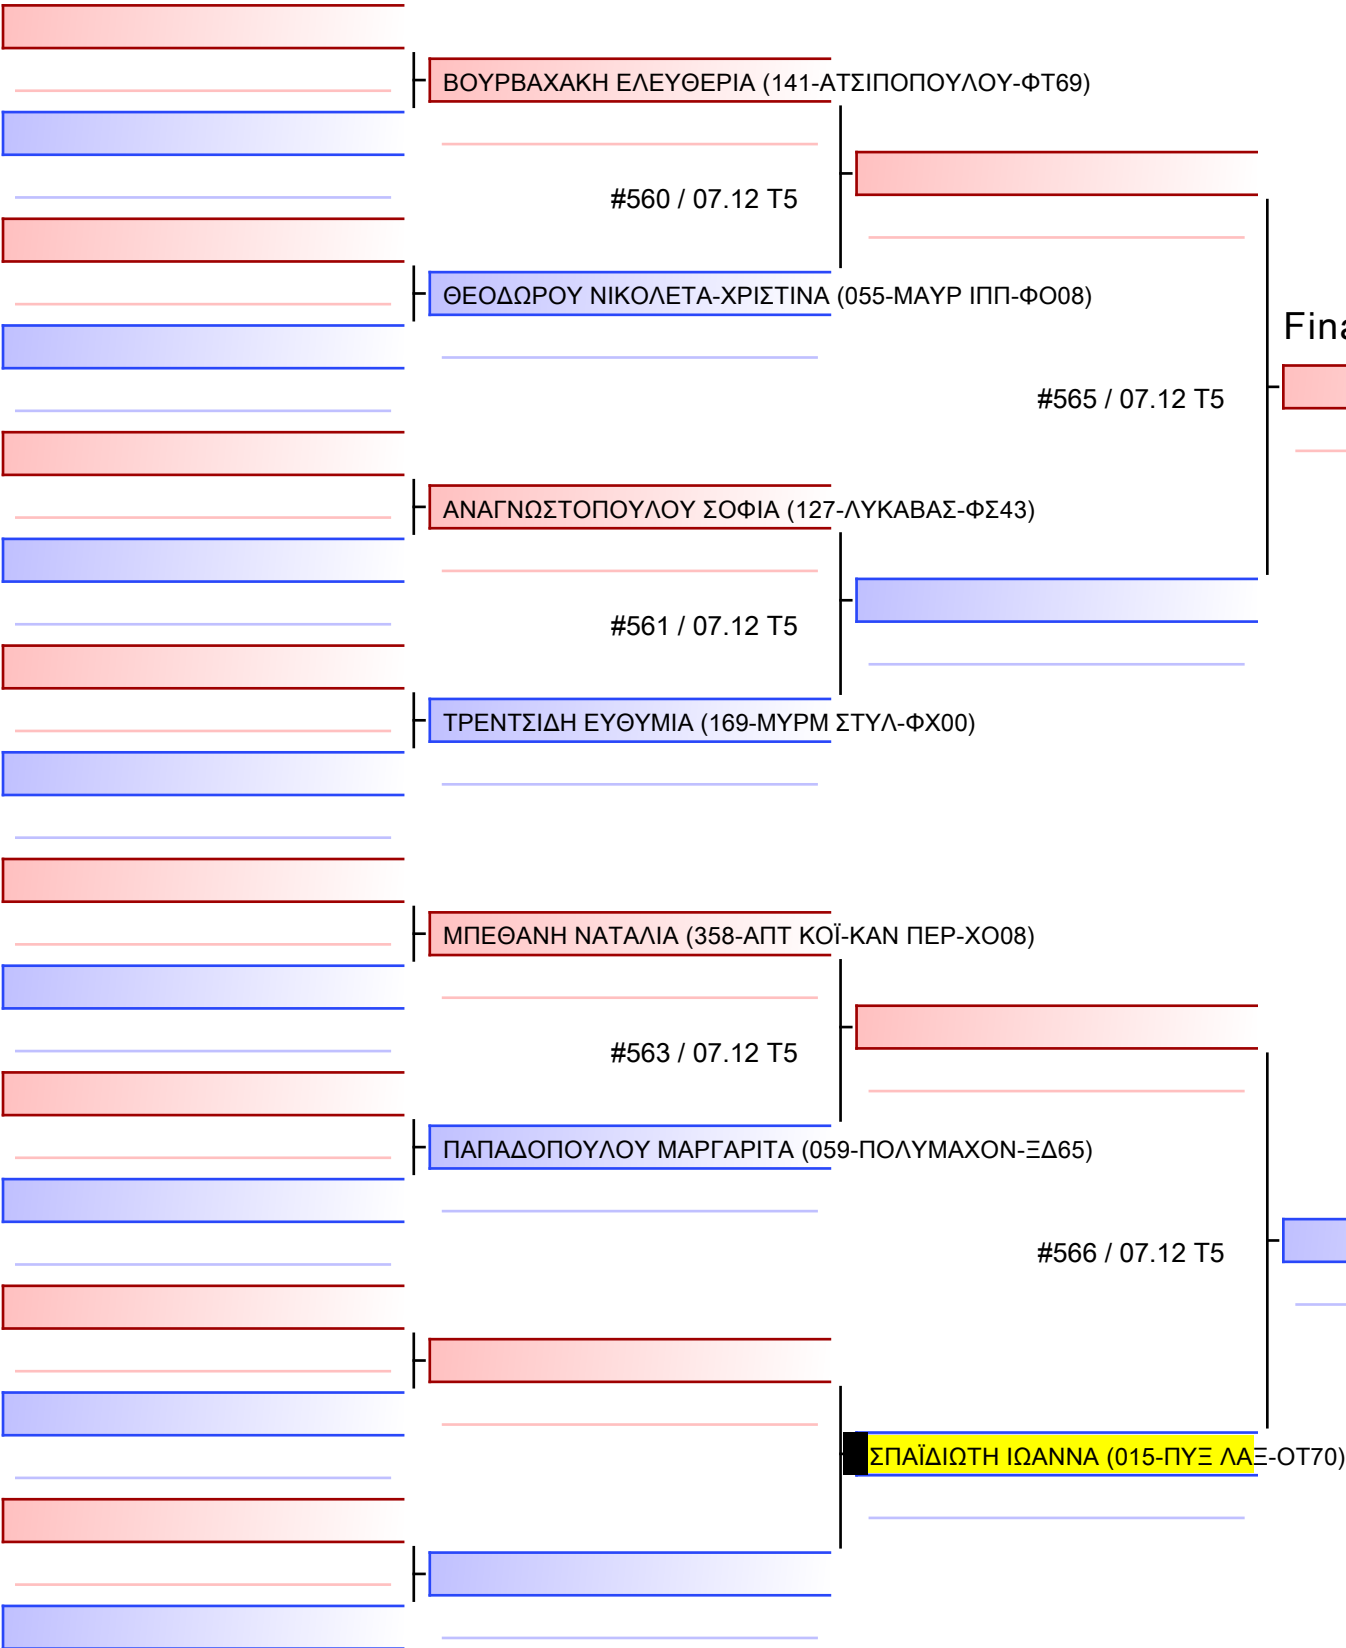 ΒΟΥΡΒΑΧΑΚΗ ΕΛΕΥΘΕΡΙΑ (141-ΑΤΣΙΠΟΠΟΥΛΟΥ-ΦΤ69)
#560 / 07.12 T5
ΘΕΟΔΩΡΟΥ ΝΙΚΟΛΕΤΑ-ΧΡΙΣΤΙΝΑ (055-ΜΑΥΡ ΙΠΠ-ΦΟ08)
Fina
#565 / 07.12 T5
ΑΝΑΓΝΩΣΤΟΠΟΥΛΟΥ ΣΟΦΙΑ (127-ΛΥΚΑΒΑΣ-ΦΣ43)
#561 / 07.12 T5
ΤΡΕΝΤΣΙΔΗ ΕΥΘΥΜΙΑ (169-ΜΥΡΜ ΣΤΥΛ-ΦΧ00)
ΜΠΕΘΑΝΗ ΝΑΤΑΛΙΑ (358-ΑΠΤ ΚΟΪ-ΚΑΝ ΠΕΡ-ΧΟ08)
#563 / 07.12 T5
ΠΑΠΑΔΟΠΟΥΛΟΥ ΜΑΡΓΑΡΙΤΑ (059-ΠΟΛΥΜΑΧΟΝ-ΞΔ65)
#566 / 07.12 T5
ΣΠΑΪΔΙΩΤΗ ΙΩΑΝΝΑ (015-ΠΥΞ ΛΑΞ-ΟΤ70)